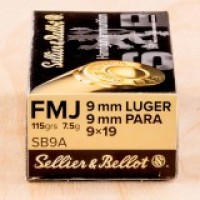 Sellier & Bellot
FMJ
115grs 7.5g
9 mm LUGER
9 mm PARA
9×19
SB9A
Sellier & Bellot